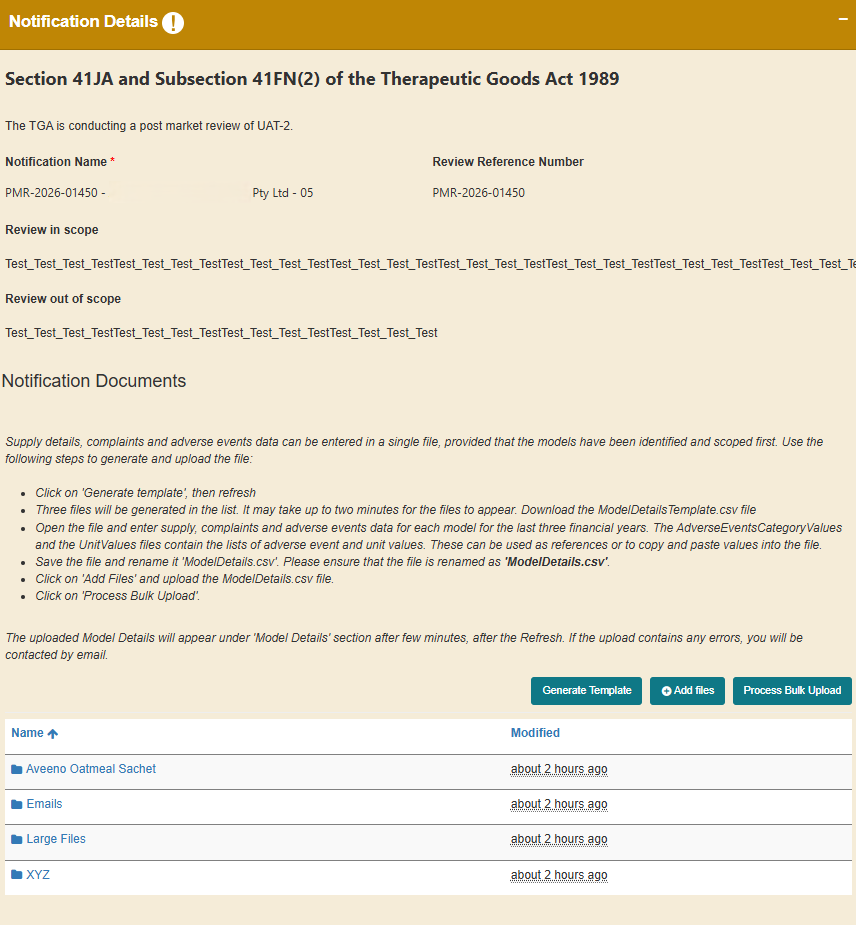 Notification Details !
Section 41JA and Subsection 41FN(2) of the Therapeutic Goods Act 1989
The TGA is conducting a post market review of UAT-2.
Notification Name * Review Reference Number
PMR-2026-01450 - Pty Ltd - 05 PMR-2026-01450
Review in scope
Test_Test_Test_TestTest_Test_Test_TestTest_Test_Test_TestTest_Test_Test_TestTest_Test_Test_TestTest_Test_Test_TestTest_Test_Test_TestTest_Test_Test_Te
Review out of scope
Test_Test_Test_TestTest_Test_Test_TestTest_Test_Test_TestTest_Test_Test_Test
Notification Documents
Supply details, complaints and adverse events data can be entered in a single file, provided that the models have been identified and scoped first. Use the
following steps to generate and upload the file:
• Click on 'Generate template', then refresh
• Three files will be generated in the list. It may take up to two minutes for the files to appear. Download the ModelDetailsTemplate.csv file
• Open the file and enter supply, complaints and adverse events data for each model for the last three financial years. The AdverseEventsCategoryValues
and the UnitValues files contain the lists of adverse event and unit values. These can be used as references or to copy and paste values into the file.
• Save the file and rename it 'ModelDetails.csv'. Please ensure that the file is renamed as 'ModelDetails.csv'.
• Click on 'Add Files' and upload the ModelDetails.csv file.
• Click on 'Process Bulk Upload'.
The uploaded Model Details will appear under 'Model Details' section after few minutes, after the Refresh. If the upload contains any errors, you will be
contacted by email.
Generate Template Add files Process Bulk Upload
Name Modified
Aveeno Oatmeal Sachet about 2 hours ago
Emails about 2 hours ago
Large Files about 2 hours ago
XYZ about 2 hours ago